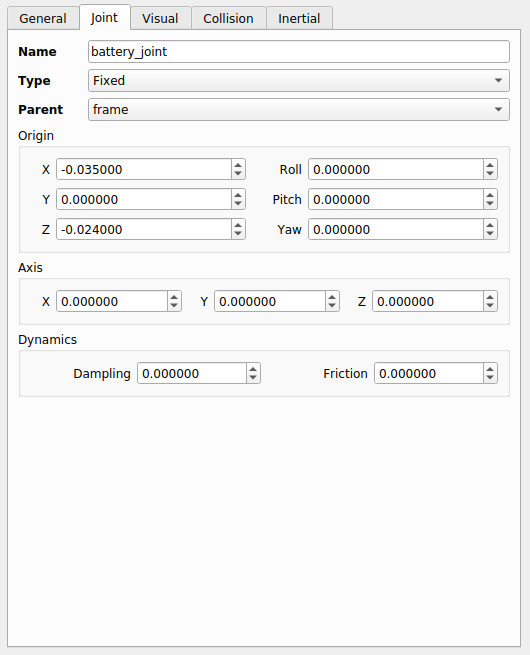 General Joint Visual Collision Inertial
Name battery_joint
Type Fixed
Parent frame
Origin
X -0.035000 Roll 0.000000
Y 0.000000 Pitch 0.000000
Z -0.024000 Yaw 0.000000
Axis
X 0.000000 Y 0.000000 Z 0.000000
Dynamics
Dampling 0.000000 Friction 0.000000